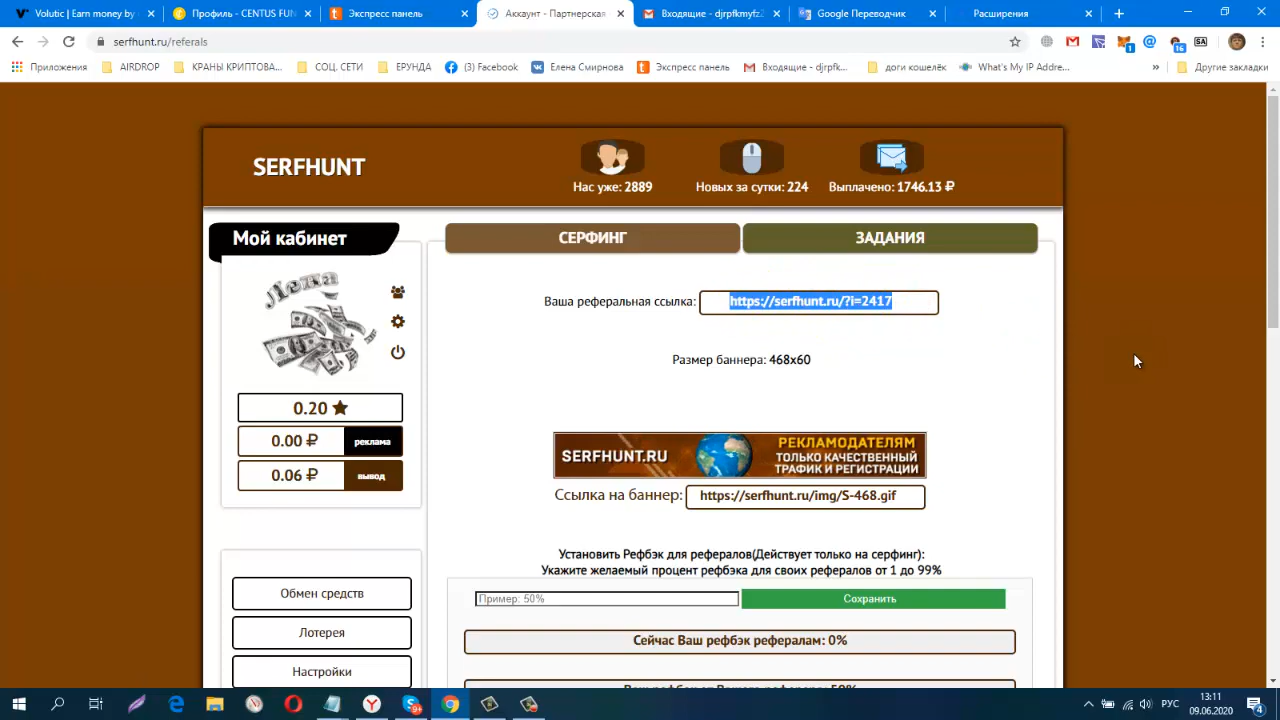 Volutic | Earn money by
Профиль - CENTUS FUN
Экспресс панель
Аккаунт - Партнерская
Входящие - djrpfkmyfz
Google Переводчик
Расширения
serfhunt.ru/referals
Приложения
AIRDROP
КРАНЫ КРИПТОВА...
СОЦ. СЕТИ
ЕРУНДА
(3) Facebook
Елена Смирнова
Экспресс панель
Входящие - djrpfk...
доги кошелёк
What's My IP Addre...
»
Другие закладки
SERFHUNT
Нас уже: 2889
Новых за сутки: 224
Выплачено: 1746.13 ₽
Мой кабинет
СЕРФИНГ
ЗАДАНИЯ
Лена
Ваша реферальная ссылка: https://serfhunt.ru/?i=2417
Размер баннера: 468x60
0.20
0.00 ₽ реклама
0.06 ₽ вывод
SERFHUNT.RU
РЕКЛАМОДАТЕЛЯМ
ТОЛЬКО КАЧЕСТВЕННЫЙ
ТРАФИК И РЕГИСТРАЦИИ
Ссылка на баннер: https://serfhunt.ru/img/S-468.gif
Установить Рефбэк для рефералов(Действует только на серфинг):
Укажите желаемый процент рефбэка для своих рефералов от 1 до 99%
Пример: 50%
Сохранить
Сейчас Ваш рефбэк рефералам: 0%
Обмен средств
Лотерея
Настройки
РУС
13:11
09.06.2020